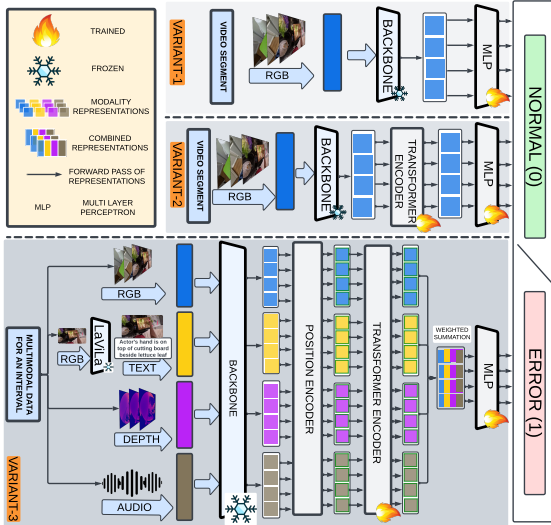 TRAINED
FROZEN
MODALITY
REPRESENTATIONS
COMBINED
REPRESENTATIONS
FORWARD PASS OF
REPRESENTATIONS
MLP
MULTI LAYER
PERCEPTRON
VARIANT-1
VIDEO SEGMENT
RGB
BACKBONE
MLP
VARIANT-2
VIDEO SEGMENT
RGB
BACKBONE
TRANSFORMER
ENCODER
MLP
NORMAL (0)
ERROR (1)
VARIANT-3
MULTIMODAL DATA
FOR AN INTERVAL
RGB
RGB
LaViLa
Actor's hand is on
top of cutting board
beside lettuce leaf
TEXT
DEPTH
AUDIO
BACKBONE
POSITION ENCODER
TRANSFORMER ENCODER
WEIGHTED
SUMMATION
MLP